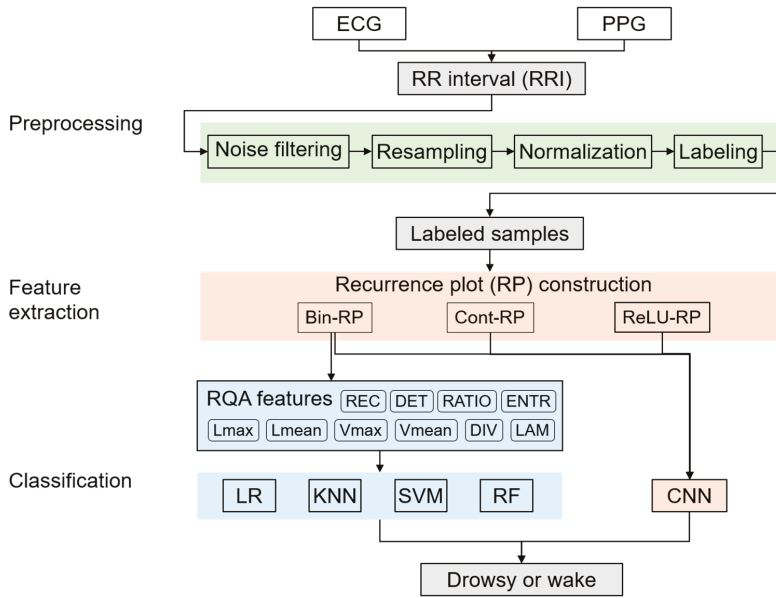 ECG
PPG
RR interval (RRI)
Preprocessing
Noise filtering
Resampling
Normalization
Labeling
Labeled samples
Feature
extraction
Recurrence plot (RP) construction
Bin-RP
Cont-RP
ReLU-RP
RQA features
REC
DET
RATIO
ENTR
Lmax
Lmean
Vmax
Vmean
DIV
LAM
Classification
LR
KNN
SVM
RF
CNN
Drowsy or wake